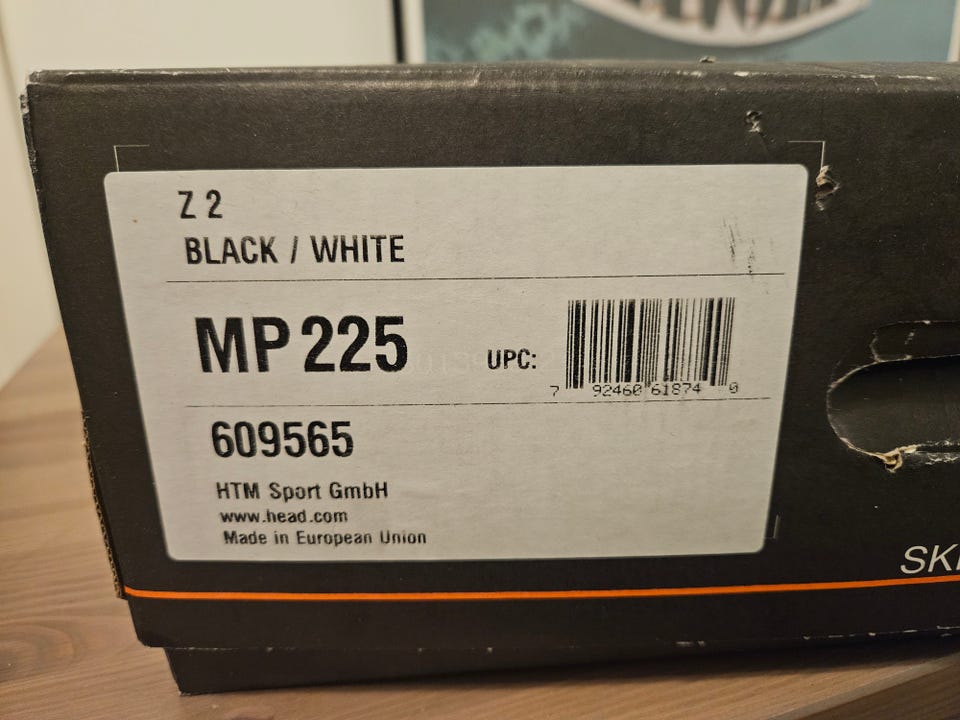 Z 2
BLACK / WHITE
MP 225
UPC:
7 92460 61874 0
609565
HTM Sport GmbH
www.head.com
Made in European Union